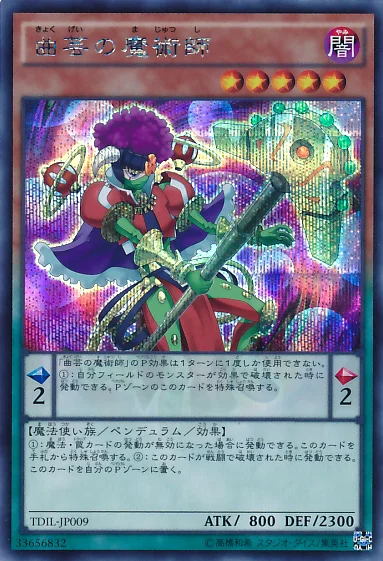 曲芸の魔術師
闇
「曲芸の魔術師」のP効果は1ターンに1度しか使用できない。
①:自分フィールドのモンスターが効果で破壊された時に
発動できる。Pゾーンのこのカードを特殊召喚する。
2
2
【魔法使い族/ペンデュラム/効果】
①:魔法・罠カードの発動が無効になった場合に発動できる。このカードを
手札から特殊召喚する。②:このカードが戦闘で破壊された時に発動できる。
このカードを自分のPゾーンに置く。
TDIL-JP009
ATK/ 800 DEF/2300
33656832
©高橋和希 スタジオ・ダイス/集英社